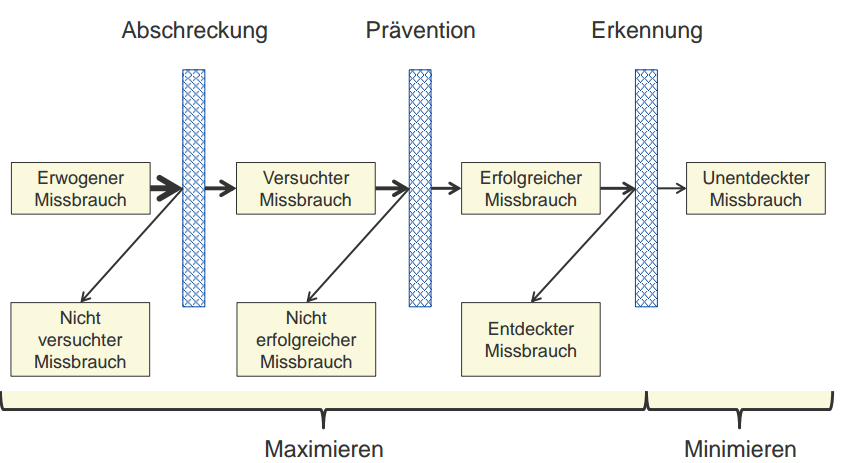 Abschreckung
Prävention
Erkennung
Erwogener
Missbrauch
Versuchter
Missbrauch
Erfolgreicher
Missbrauch
Unentdeckter
Missbrauch
Nicht
versuchter
Missbrauch
Nicht
erfolgreicher
Missbrauch
Entdeckter
Missbrauch
Maximieren
Minimieren